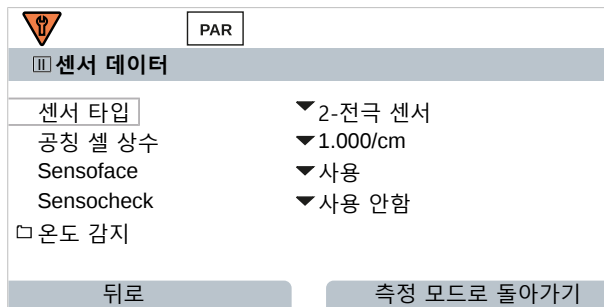 PAR
II 센서 데이터
센서 타입 2-전극 센서
공칭 셀 상수 1.000/cm
Sensoface 사용
Sensocheck 사용 안함
온도 감지
뒤로 측정 모드로 돌아가기